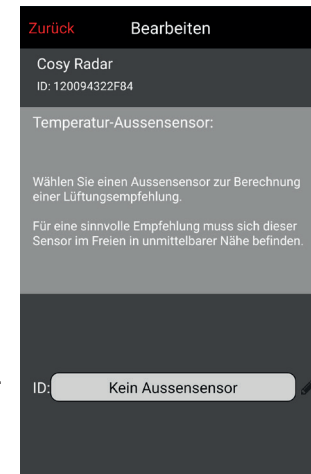 Zurück Bearbeiten
Cosy Radar
ID: 120094322F84
Temperatur-Aussensensor:
Wählen Sie einen Aussensensor zur Berechnung
einer Lüftungsempfehlung.
Für eine sinnvolle Empfehlung muss sich dieser
Sensor im Freien in unmittelbarer Nähe befinden.
ID: Kein Aussensensor